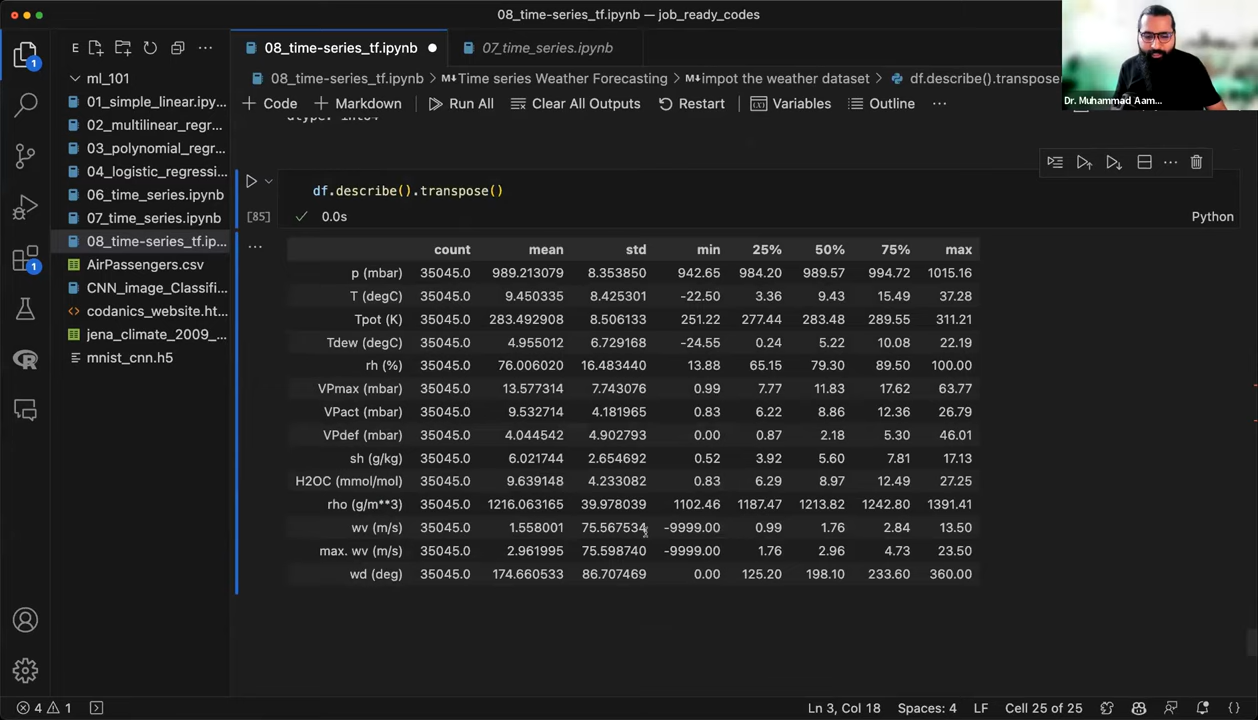 08_time-series_tf.ipynb — job_ready_codes
1
E
08_time-series_tf.ipynb
07_time_series.ipynb
ml_101
08_time-series_tf.ipynb > Time series Weather Forecasting > impot the weather dataset > df.describe().transpose
Dr. Muhammad Aam...
01_simple_linear.ipy...
+ Code + Markdown Run All Clear All Outputs Restart Variables Outline ...
02_multilinear_regr...
03_polynomial_regr...
04_logistic_regressi...
06_time_series.ipynb
07_time_series.ipynb
08_time-series_tf.ip...
AirPassengers.csv
CNN_image_Classifi...
codanics_website.ht...
jena_climate_2009_...
mnist_cnn.h5
1
df.describe().transpose()
[85] 0.0s Python
count mean std min 25% 50% 75% max
p (mbar) 35045.0 989.213079 8.353850 942.65 984.20 989.57 994.72 1015.16
T (degC) 35045.0 9.450335 8.425301 -22.50 3.36 9.43 15.49 37.28
Tpot (K) 35045.0 283.492908 8.506133 251.22 277.44 283.48 289.55 311.21
Tdew (degC) 35045.0 4.955012 6.729168 -24.55 0.24 5.22 10.08 22.19
rh (%) 35045.0 76.006020 16.483440 13.88 65.15 79.30 89.50 100.00
VPmax (mbar) 35045.0 13.577314 7.743076 0.99 7.77 11.83 17.62 63.77
VPact (mbar) 35045.0 9.532714 4.181965 0.83 6.22 8.86 12.36 26.79
VPdef (mbar) 35045.0 4.044542 4.902793 0.00 0.87 2.18 5.30 46.01
sh (g/kg) 35045.0 6.021744 2.654692 0.52 3.92 5.60 7.81 17.13
H2OC (mmol/mol) 35045.0 9.639148 4.233082 0.83 6.29 8.97 12.49 27.25
rho (g/m**3) 35045.0 1216.063165 39.978039 1102.46 1187.47 1213.82 1242.80 1391.41
wv (m/s) 35045.0 1.558001 75.567534 -9999.00 0.99 1.76 2.84 13.50
max. wv (m/s) 35045.0 2.961995 75.598740 -9999.00 1.76 2.96 4.73 23.50
wd (deg) 35045.0 174.660533 86.707469 0.00 125.20 198.10 233.60 360.00
4 1
Ln 3, Col 18 Spaces: 4 LF Cell 25 of 25